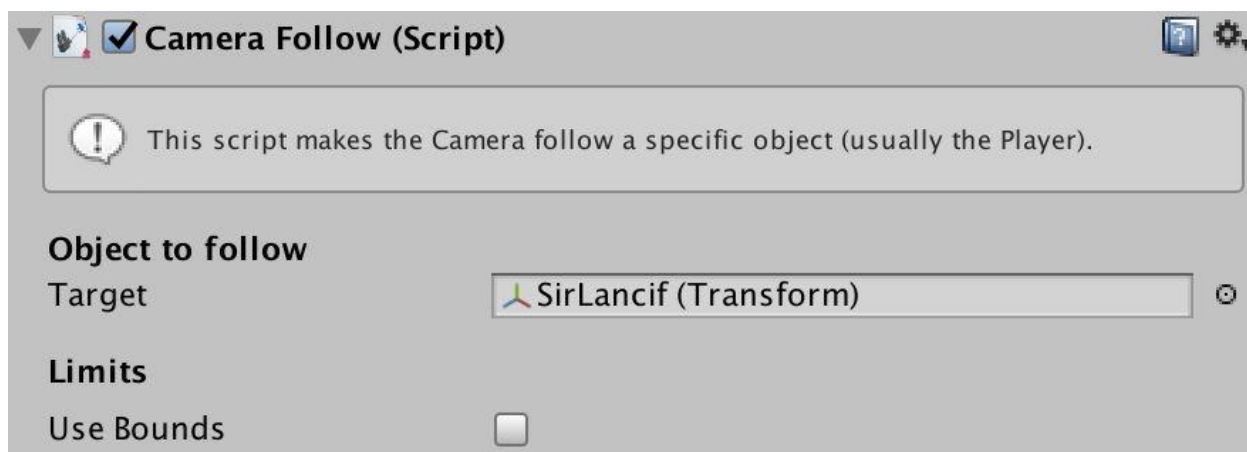 Camera Follow (Script)
This script makes the Camera follow a specific object (usually the Player).
Object to follow
Target SirLancif (Transform)
Limits
Use Bounds